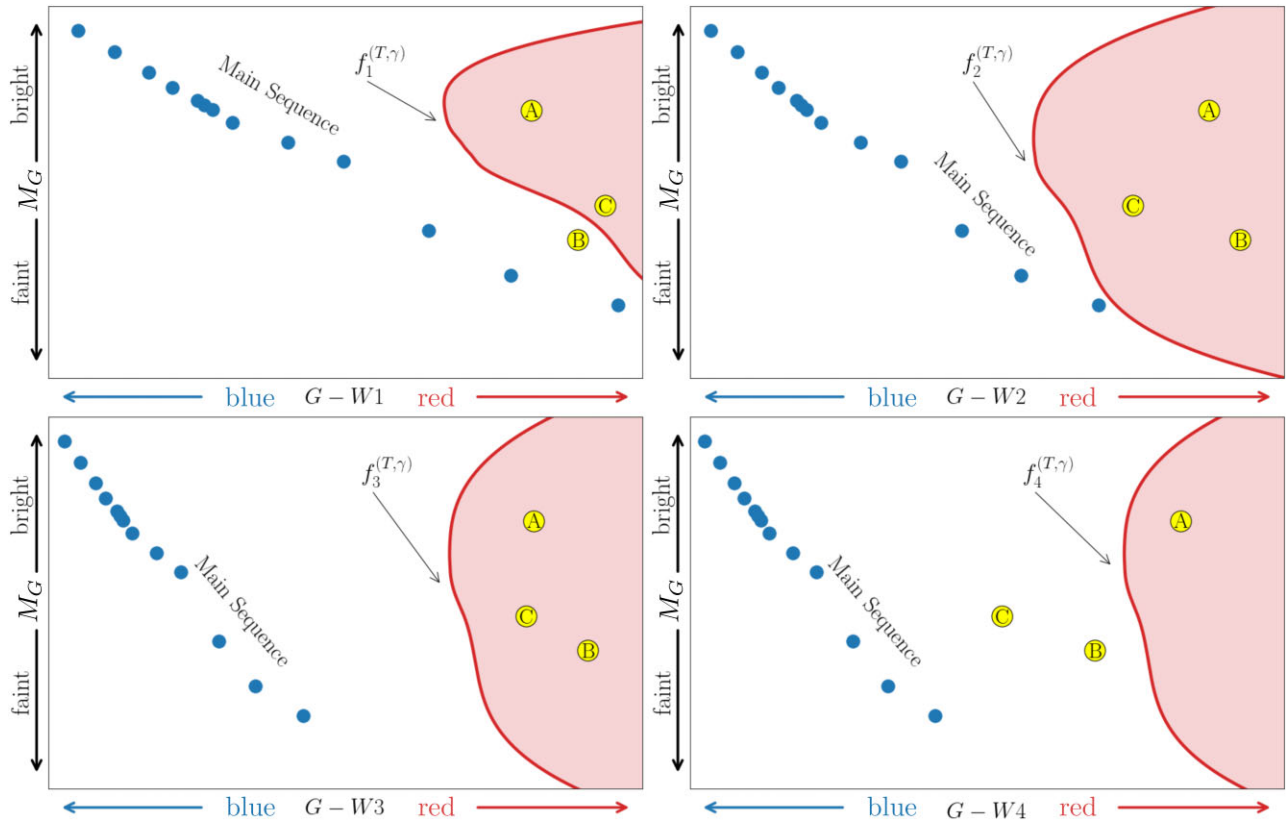 bright
M_G
faint
Main Sequence
f_1^{(T,γ)}
A
C
B
blue G − W1 red
bright
M_G
faint
Main Sequence
f_2^{(T,γ)}
A
C
B
blue G − W2 red
bright
M_G
faint
Main Sequence
f_3^{(T,γ)}
A
C
B
blue G − W3 red
bright
M_G
faint
Main Sequence
f_4^{(T,γ)}
A
C
B
blue G − W4 red